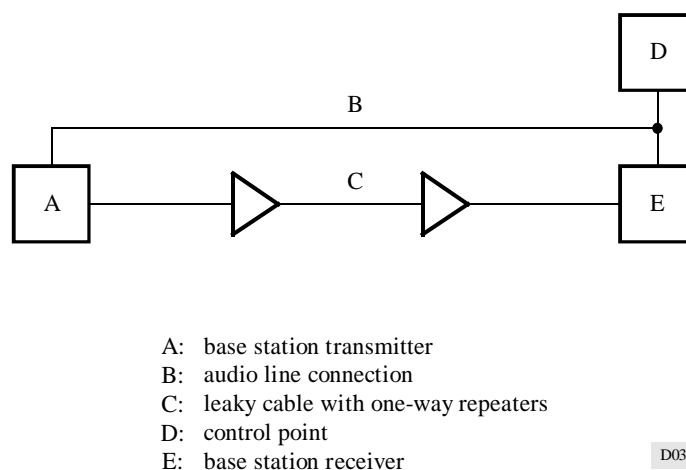 D
B
A
C
E
A: base station transmitter
B: audio line connection
C: leaky cable with one-way repeaters
D: control point
E: base station receiver
D03